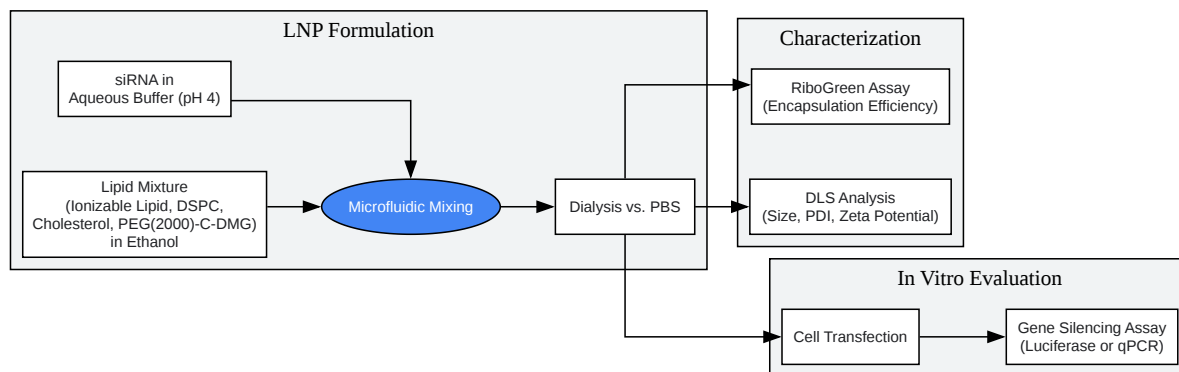 LNP Formulation
siRNA in
Aqueous Buffer (pH 4)
Lipid Mixture
(Ionizable Lipid, DSPC,
Cholesterol, PEG(2000)-C-DMG)
in Ethanol
Microfluidic Mixing
Dialysis vs. PBS
Characterization
RiboGreen Assay
(Encapsulation Efficiency)
DLS Analysis
(Size, PDI, Zeta Potential)
In Vitro Evaluation
Cell Transfection
Gene Silencing Assay
(Luciferase or qPCR)